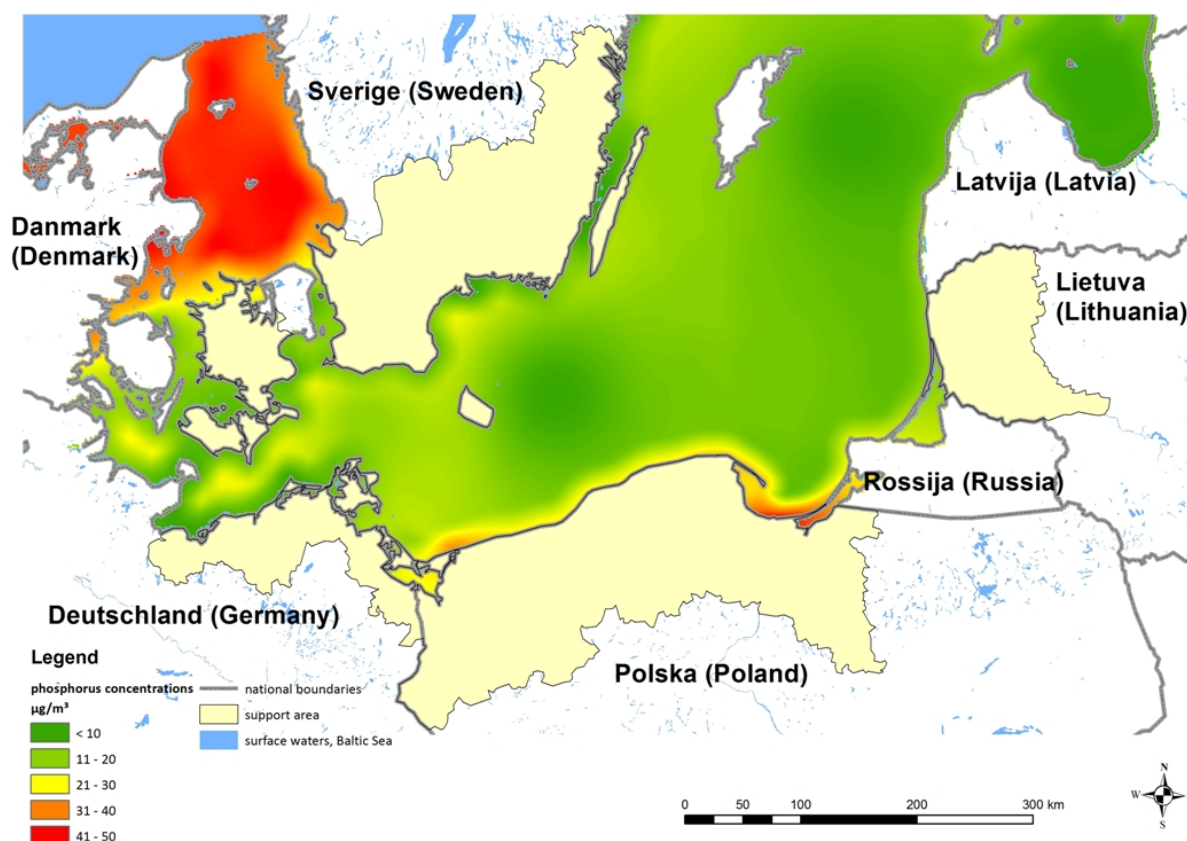 Sverige (Sweden)
Latvija (Latvia)
Danmark
(Denmark)
Lietuva
(Lithuania)
Rossija (Russia)
Deutschland (Germany)
Polska (Poland)
Legend
phosphorus concentrations
µg/m³
< 10
11 - 20
21 - 30
31 - 40
41 - 50
national boundaries
support area
surface waters, Baltic Sea
0 50 100 200 300 km
N
W E
S